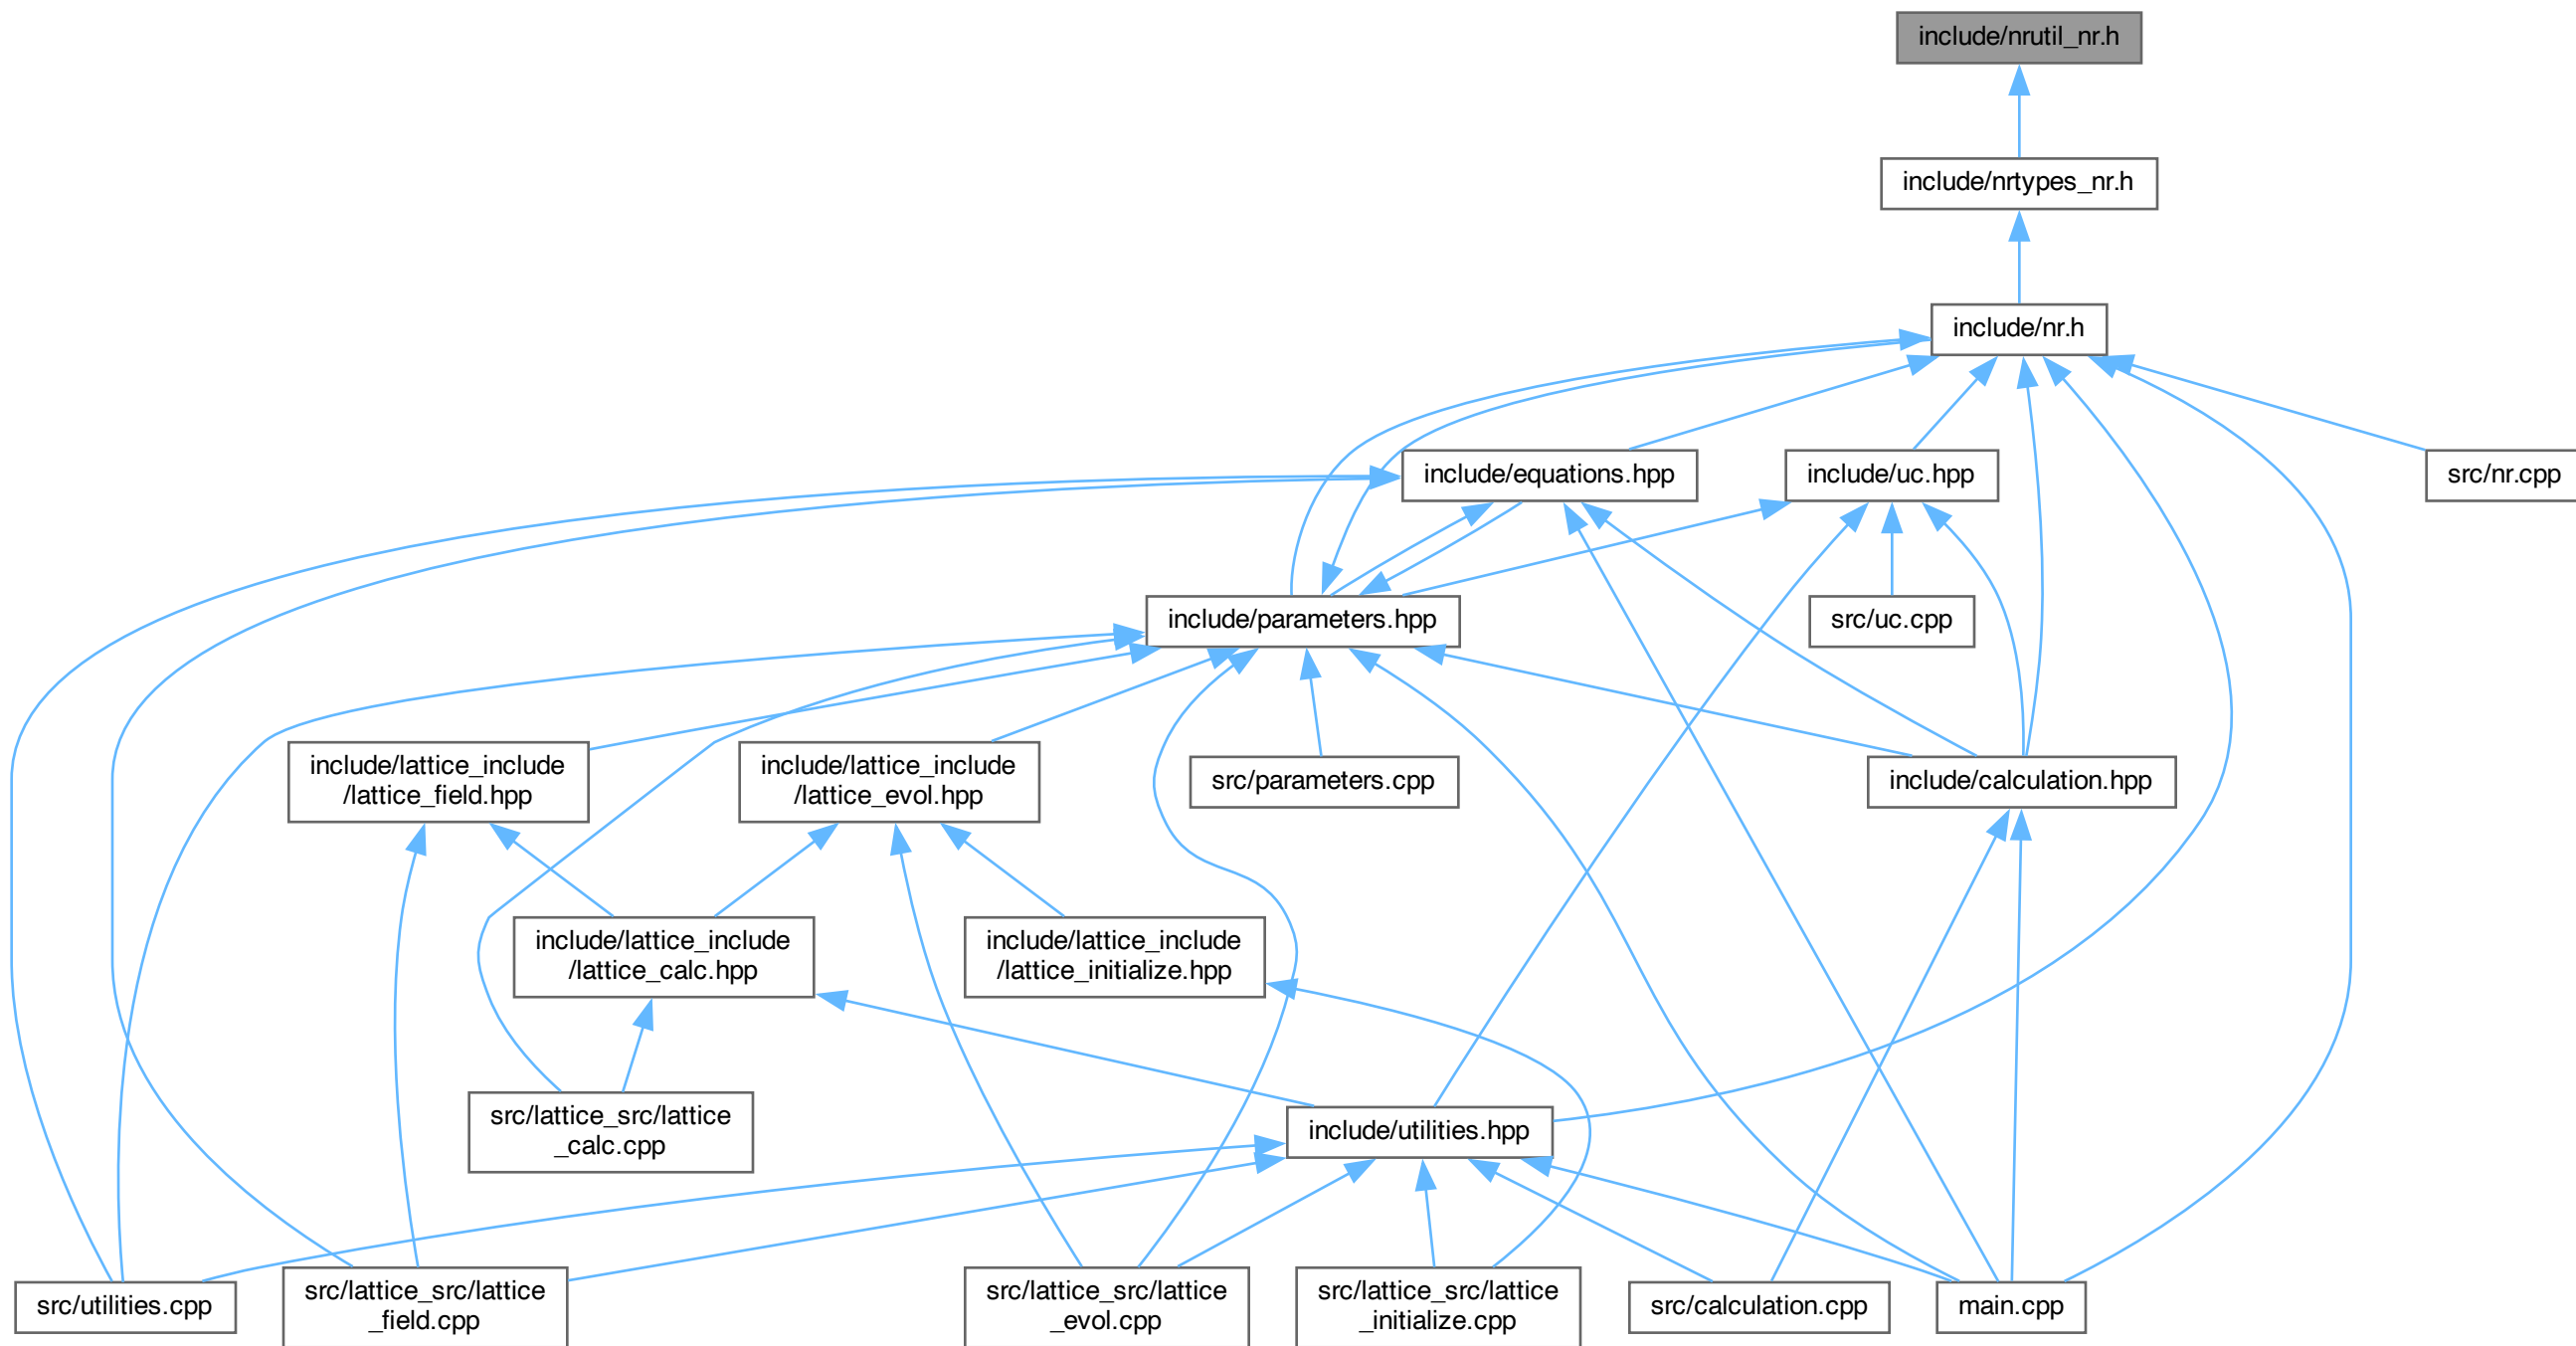 include/nrutil_nr.h
include/nrtypes_nr.h
include/nr.h
include/equations.hpp
include/uc.hpp
src/nr.cpp
include/parameters.hpp
src/uc.cpp
include/lattice_include
/lattice_field.hpp
include/lattice_include
/lattice_evol.hpp
src/parameters.cpp
include/calculation.hpp
include/lattice_include
/lattice_calc.hpp
include/lattice_include
/lattice_initialize.hpp
src/lattice_src/lattice
_calc.cpp
include/utilities.hpp
src/utilities.cpp
src/lattice_src/lattice
_field.cpp
src/lattice_src/lattice
_evol.cpp
src/lattice_src/lattice
_initialize.cpp
src/calculation.cpp
main.cpp